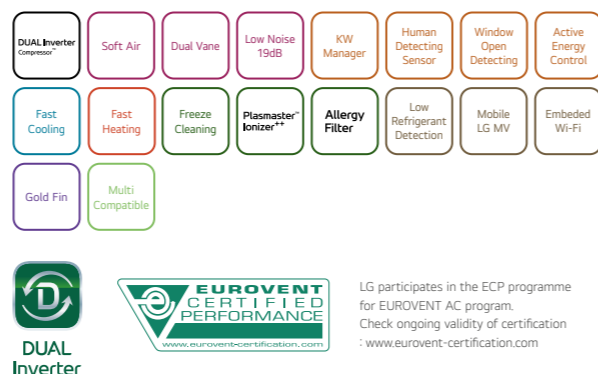 DUAL Inverter
Compressor™
Soft Air
Dual Vane
Low Noise
19dB
KW
Manager
Human
Detecting
Sensor
Window
Open
Detecting
Active
Energy
Control
Fast
Cooling
Fast
Heating
Freeze
Cleaning
Plasmaster™
Ionizer⁺⁺
Allergy
Filter
Low
Refrigerant
Detection
Mobile
LG MV
Embeded
Wi-Fi
Gold Fin
Multi
Compatible
D
DUAL
Inverter
e
EUROVENT
CERTIFIED
PERFORMANCE
www.eurovent-certification.com
LG participates in the ECP programme
for EUROVENT AC program.
Check ongoing validity of certification
: www.eurovent-certification.com